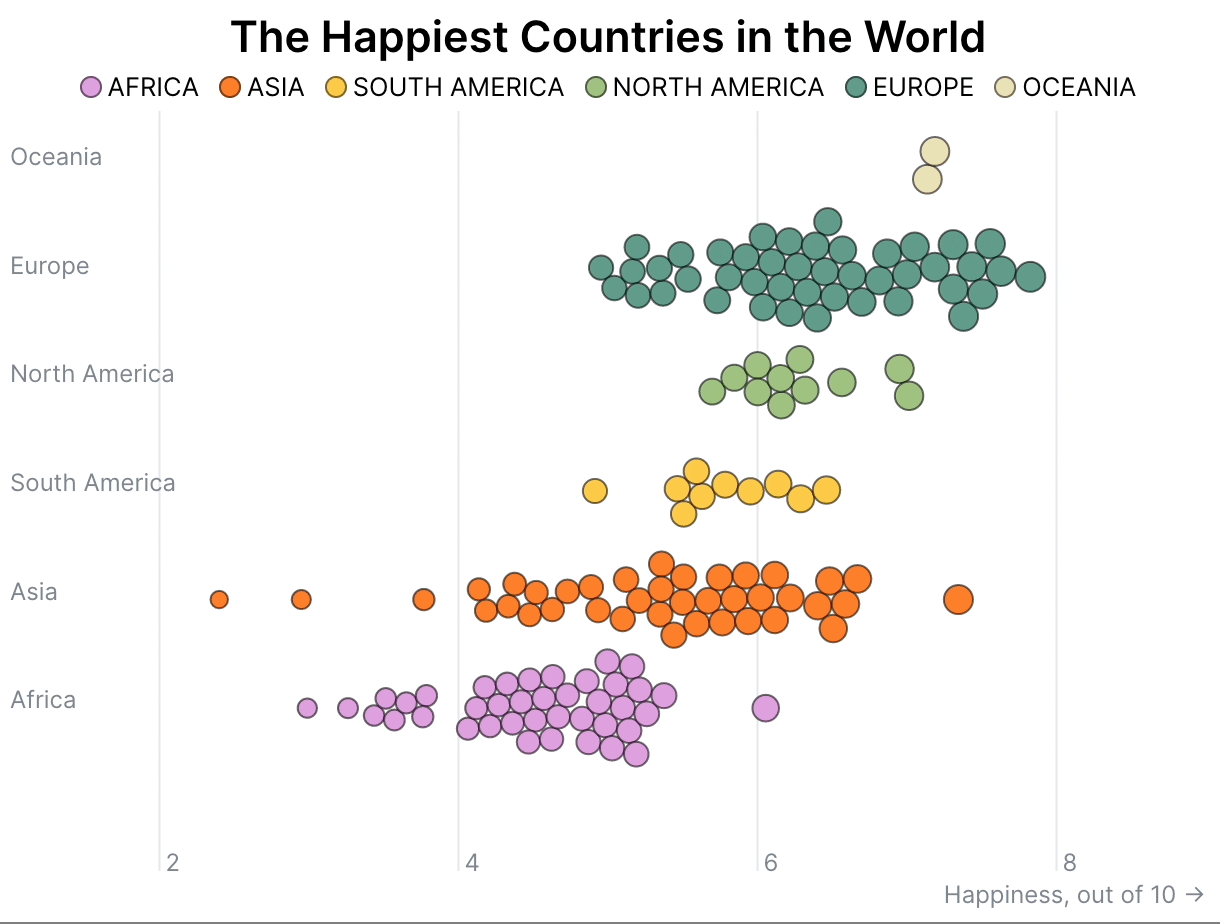 The Happiest Countries in the World
AFRICA ASIA SOUTH AMERICA NORTH AMERICA EUROPE OCEANIA
Oceania
Europe
North America
South America
Asia
Africa
2 4 6 8
Happiness, out of 10 →